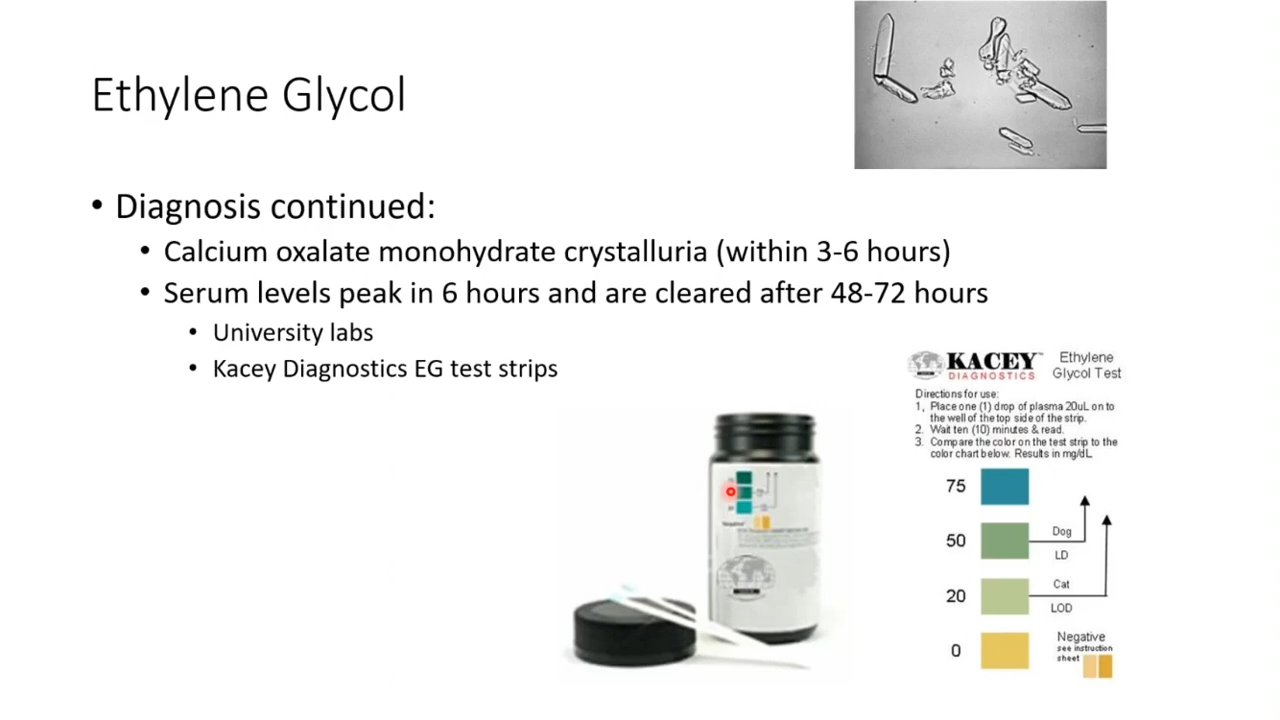 Ethylene Glycol
• Diagnosis continued:
• Calcium oxalate monohydrate crystalluria (within 3-6 hours)
• Serum levels peak in 6 hours and are cleared after 48-72 hours
• University labs
• Kacey Diagnostics EG test strips
KACEY™
DIAGNOSTICS
Ethylene
Glycol Test
Directions for use:
1, Place one (1) drop of plasma 20uL on to
the well of the top side of the strip.
2. Wait ten (10) minutes & read.
3. Compare the color on the test strip to the
color chart below. Results in mg/dL
75
50
Dog
LD
20
Cat
LOD
0
Negative
see instruction
sheet